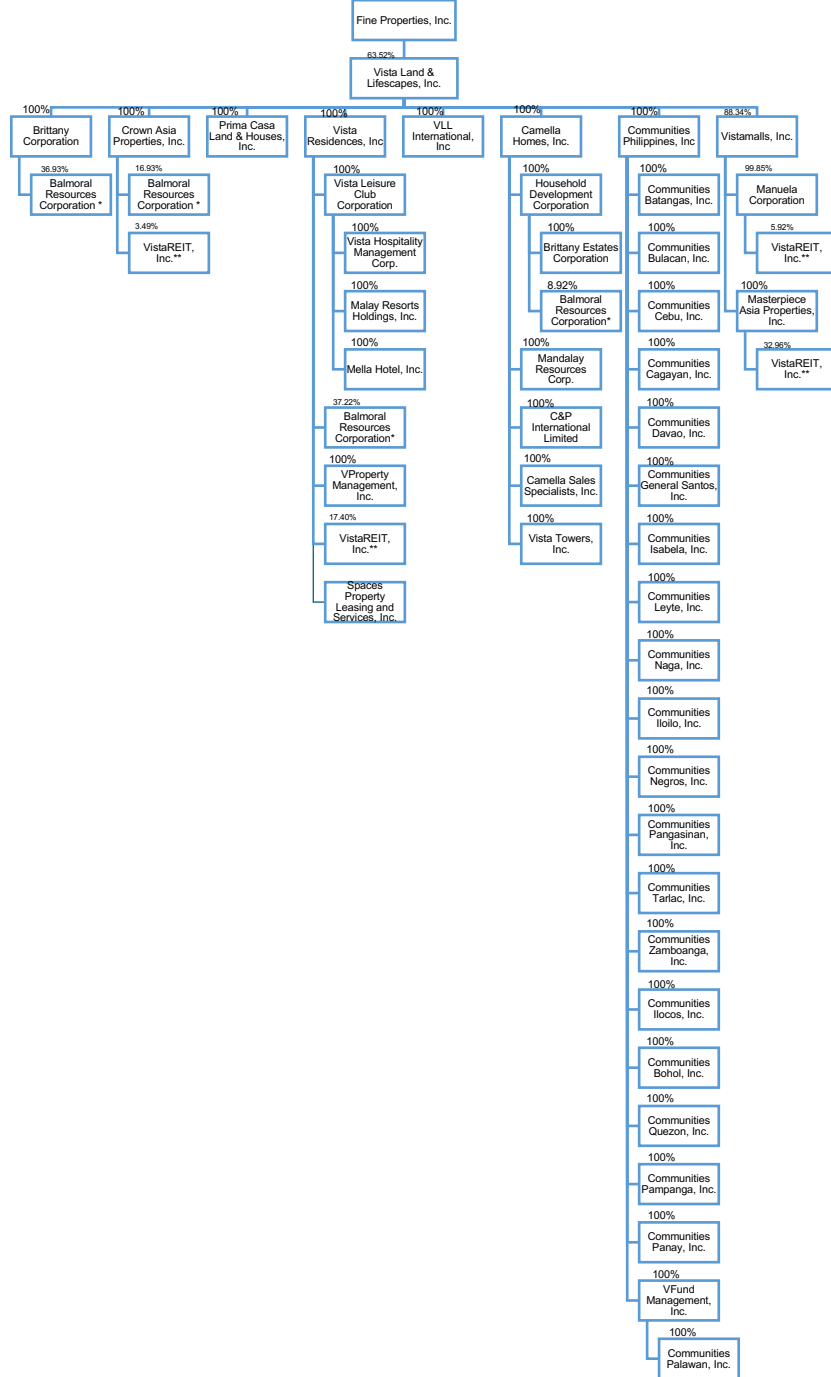 Fine Properties, Inc.
63.52%
Vista Land &
Lifescapes, Inc.
100%
Brittany
Corporation
36.93%
Balmoral
Resources
Corporation *
100%
Crown Asia
Properties, Inc.
16.93%
Balmoral
Resources
Corporation *
3.49%
VistaREIT,
Inc.**
100%
Prima Casa
Land & Houses,
Inc.
100%
Vista
Residences, Inc
100%
Vista Leisure
Club
Corporation
100%
Vista Hospitality
Management
Corp.
100%
Malay Resorts
Holdings, Inc.
100%
Mella Hotel, Inc.
37.22%
Balmoral
Resources
Corporation*
100%
VProperty
Management,
Inc.
17.40%
VistaREIT,
Inc.**
Spaces
Property
Leasing and
Services, Inc.
100%
VLL
International,
Inc
100%
Camella
Homes, Inc.
100%
Household
Development
Corporation
100%
Brittany Estates
Corporation
8.92%
Balmoral
Resources
Corporation*
100%
Mandalay
Resources
Corp.
100%
C&P
International
Limited
100%
Camella Sales
Specialists, Inc.
100%
Vista Towers,
Inc.
100%
Communities
Philippines, Inc
100%
Communities
Batangas, Inc.
100%
Communities
Bulacan, Inc.
100%
Communities
Cebu, Inc.
100%
Communities
Cagayan, Inc.
100%
Communities
Davao, Inc.
100%
Communities
General Santos,
Inc.
100%
Communities
Isabela, Inc.
100%
Communities
Leyte, Inc.
100%
Communities
Naga, Inc.
100%
Communities
Iloilo, Inc.
100%
Communities
Negros, Inc.
100%
Communities
Pangasinan,
Inc.
100%
Communities
Tarlac, Inc.
100%
Communities
Zamboanga,
Inc.
100%
Communities
Ilocos, Inc.
100%
Communities
Bohol, Inc.
100%
Communities
Quezon, Inc.
100%
Communities
Pampanga, Inc.
100%
Communities
Panay, Inc.
100%
VFund
Management,
Inc.
100%
Communities
Palawan, Inc.
88.34%
Vistamalls, Inc.
99.85%
Manuela
Corporation
5.92%
VistaREIT,
Inc.**
100%
Masterpiece
Asia Properties,
Inc.
32.96%
VistaREIT,
Inc.**